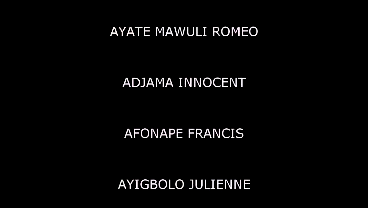 AYATE MAWULI ROMEO
ADJAMA INNOCENT
AFONAPE FRANCIS
AYIGBOLO JULIENNE